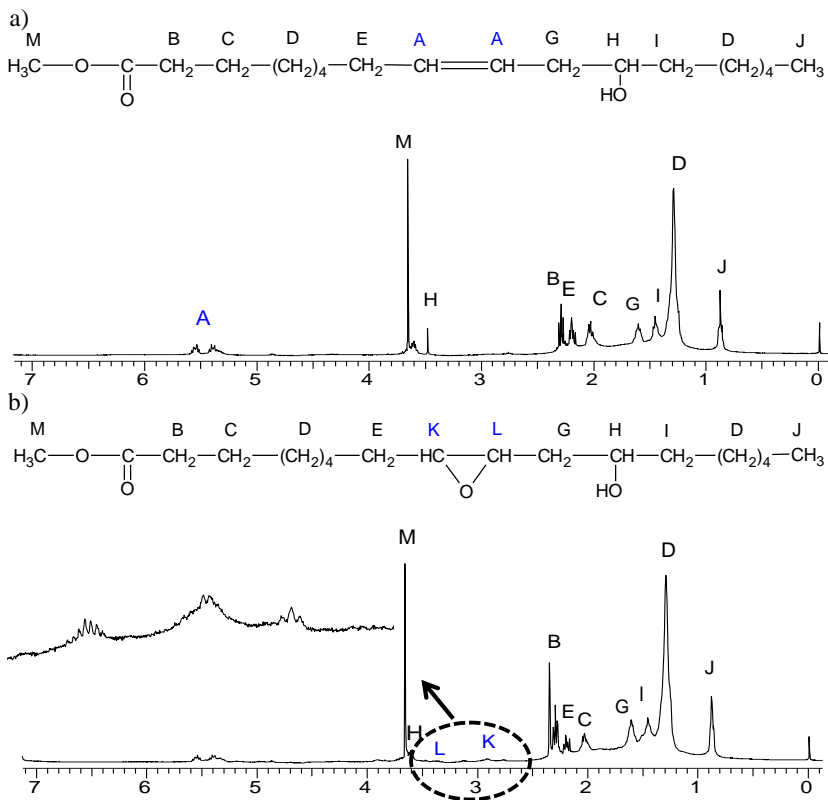 a)
M B C D E A A G H I D J
H3C—O—C—CH2—CH2—(CH2)4—CH2—CH=CH—CH2—CH—CH2—(CH2)4—CH3
O HO
M
D
A
H
B
E
C
G
I
J
7 6 5 4 3 2 1 0
b)
M B C D E K L G H I D J
H3C—O—C—CH2—CH2—(CH2)4—CH2—HC—CH—CH2—CH—CH2—(CH2)4—CH3
O O HO
M
D
B
H
L
K
E
C
G
I
J
7 6 5 4 3 2 1 0